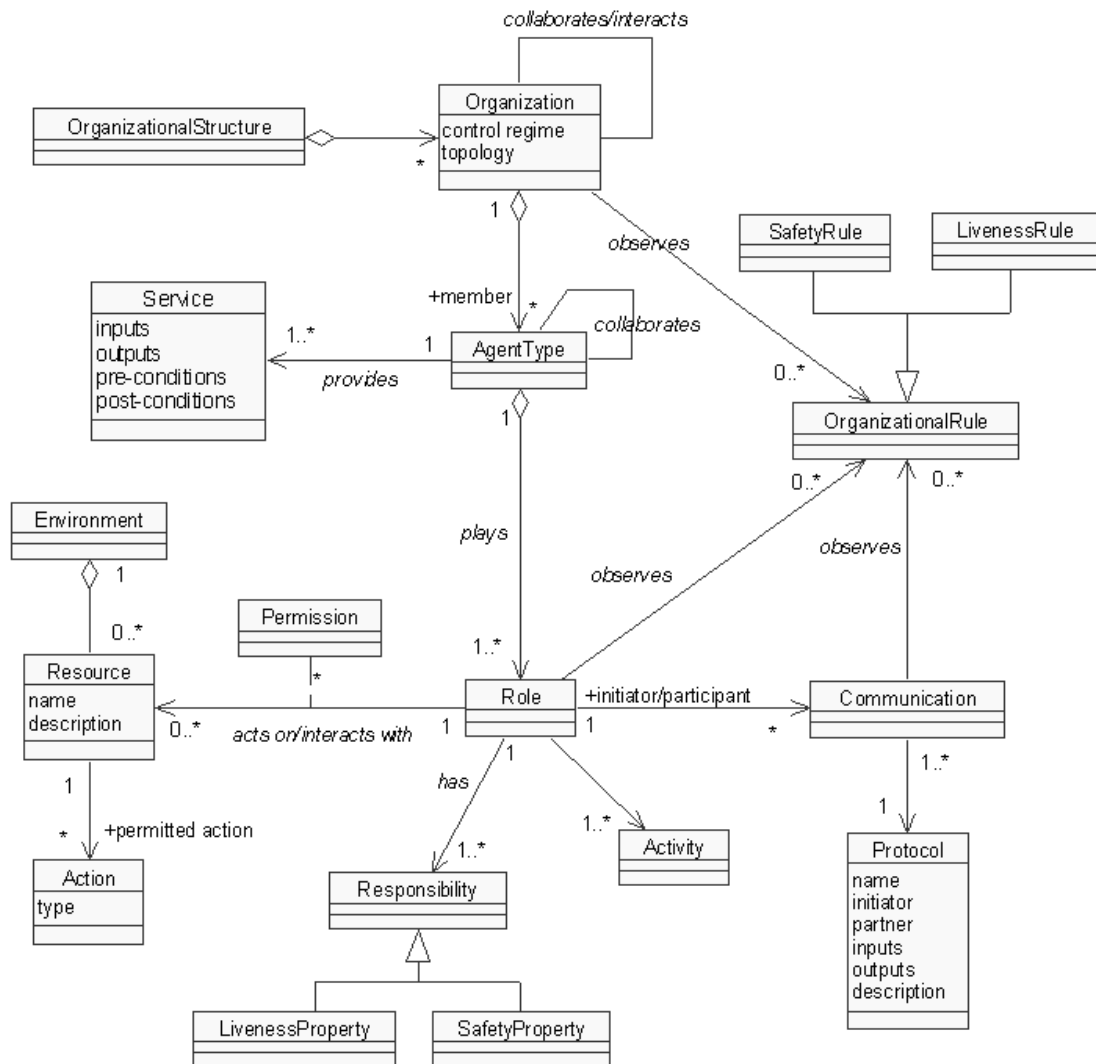 collaborates/interacts
Organization
control regime
topology
OrganizationalStructure
*
1
observes
SafetyRule
LivenessRule
Service
inputs
outputs
pre-conditions
post-conditions
+member
*
collaborates
1..*
1
AgentType
provides
0..*
1
OrganizationalRule
0..*
0..*
Environment
1
plays
observes
observes
Permission
0..*
*
1..*
Resource
name
description
Role
+initiator/participant
Communication
0..*
acts on/interacts with
1
1
*
1
has
1..*
1
*
+permitted action
1..*
1..*
1
Activity
Action
type
Responsibility
Protocol
name
initiator
partner
inputs
outputs
description
LivenessProperty
SafetyProperty